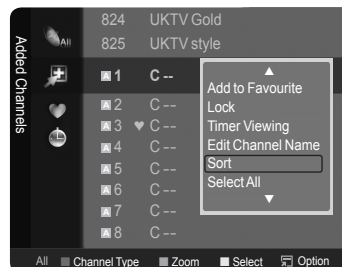 Added Channels
All
824 UKTV Gold
825 UKTV style
A 1 C --
A 2 C --
A 3 ♥ C --
A 4 C --
A 5 C --
A 6 C --
A 7 C --
A 8 C --
▲
Add to Favourite
Lock
Timer Viewing
Edit Channel Name
Sort
Select All
▼
All Channel Type Zoom Select Option